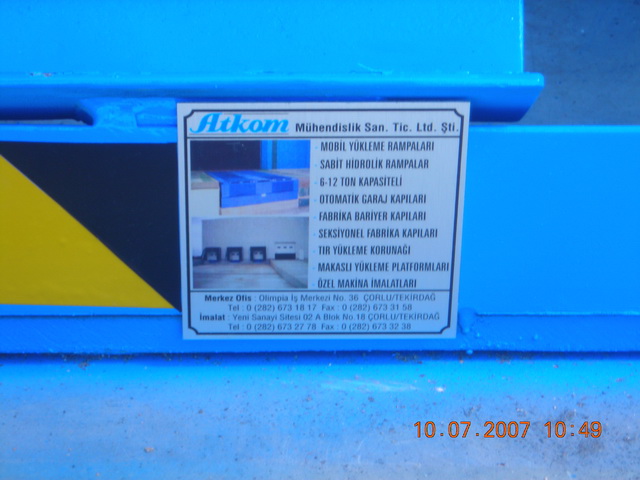 Atkom Mühendislik San. Tic. Ltd. Şti.
- MOBİL YÜKLEME RAMPALARI
- SABİT HİDROLİK RAMPALAR
- 6-12 TON KAPASİTELİ
- OTOMATİK GARAJ KAPILARI
- FABRİKA BARİYER KAPILARI
- SEKSİYONEL FABRİKA KAPILARI
- TIR YÜKLEME KORUNAĞI
- MAKASLI YÜKLEME PLATFORMLARI
- ÖZEL MAKİNA İMALATLARI
Merkez Ofis : Olimpia İş Merkezi No. 36 ÇORLU/TEKİRDAĞ
Tel : 0 (282) 673 18 17 Fax : 0 (282) 673 31 58
İmalat : Yeni Sanayi Sitesi 02 A Blok No.18 ÇORLU/TEKİRDAĞ
Tel : 0 (282) 673 27 78 Fax : 0 (282) 673 32 38
10.07.2007 10:49